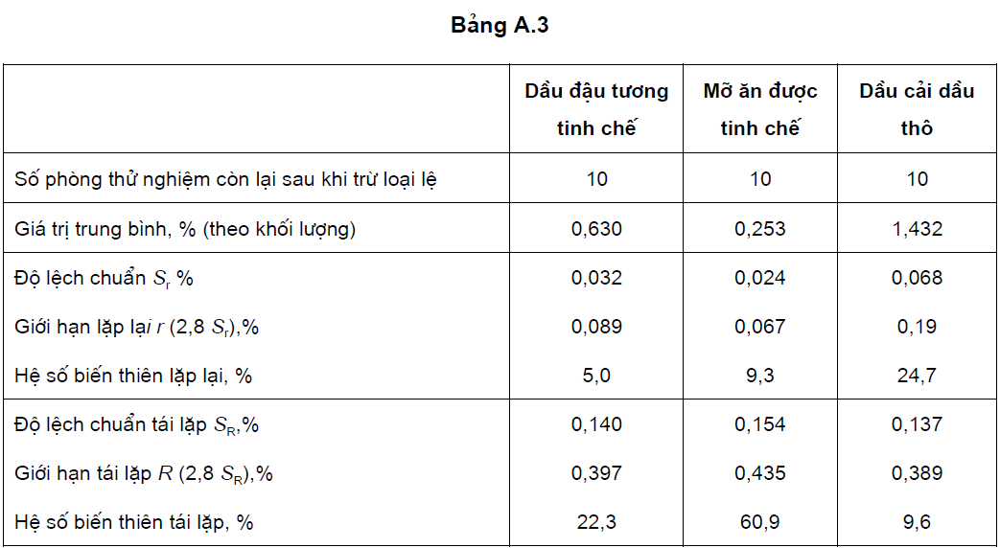 Bảng A.3
Dầu đậu tương tinh chế Mỡ ăn được tinh chế Dầu cải dầu thô
Số phòng thử nghiệm còn lại sau khi trừ loại lệ 10 10 10
Giá trị trung bình, % (theo khối lượng) 0,630 0,253 1,432
Độ lệch chuẩn Sr % 0,032 0,024 0,068
Giới hạn lặp lại r (2,8 Sr),% 0,089 0,067 0,19
Hệ số biến thiên lặp lại, % 5,0 9,3 24,7
Độ lệch chuẩn tái lặp SR,% 0,140 0,154 0,137
Giới hạn tái lặp R (2,8 SR),% 0,397 0,435 0,389
Hệ số biến thiên tái lặp, % 22,3 60,9 9,6